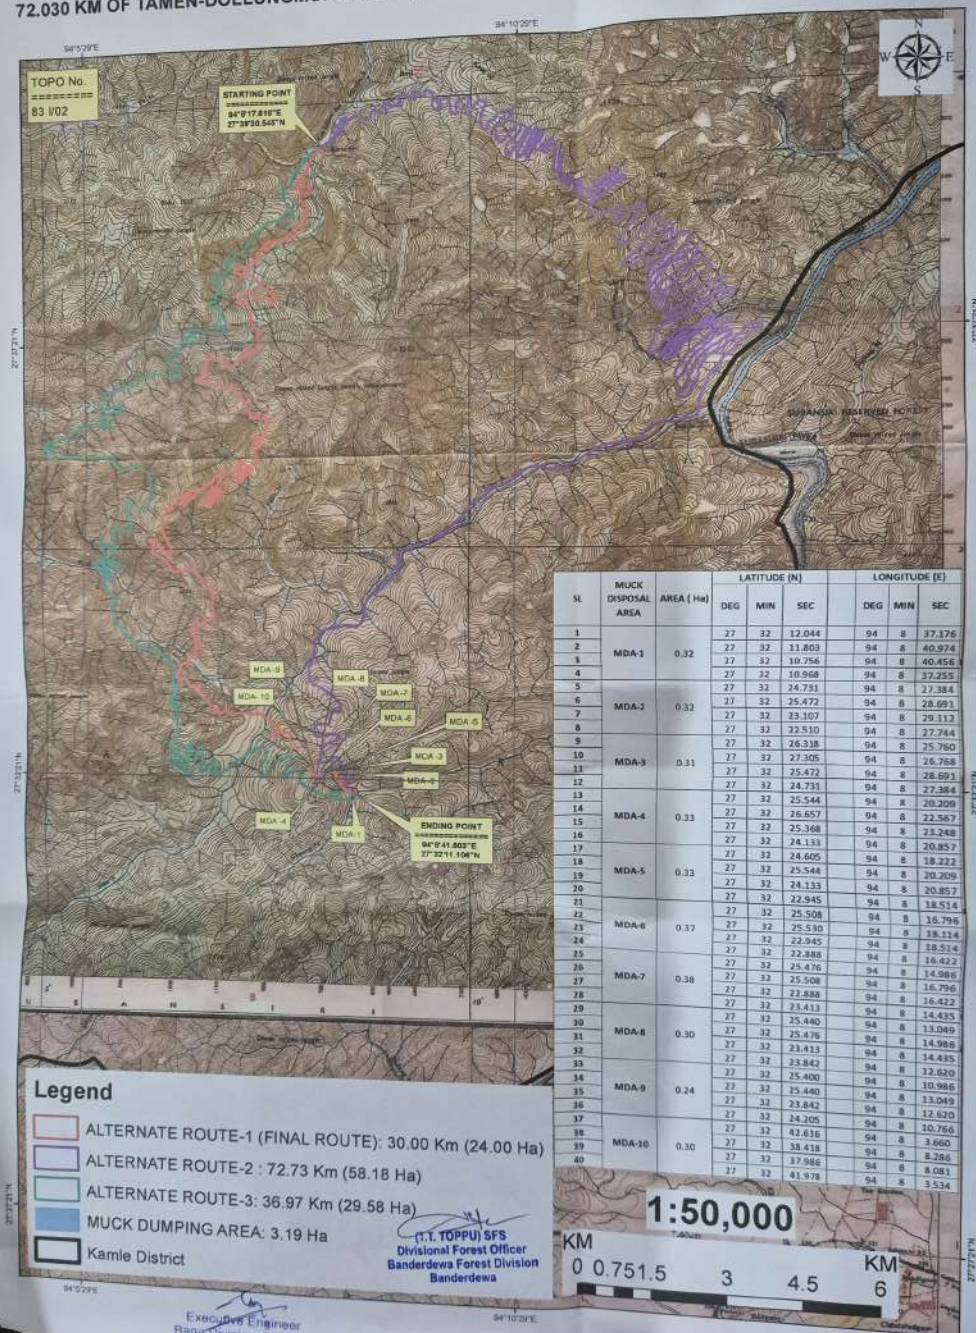 72.030 KM OF TAMEN-DOLLUNGMU
94°5'29"E
94°10'29"E
N
W E
S
TOPO No.
=========
83 I/02
STARTING POINT
94°8'17.618"E
27°39'30.545"N
27°37'21"N
SUBANSIRI RESERVED FOREST
MDA -9
MDA -8
MDA -7
MDA- 10
MDA -6
MDA -5
MDA -3
MDA -2
MDA -4
MDA -1
27°32'21"N
ENDING POINT
94°8'41.603"E
27°32'11.106"N
SL MUCK DISPOSAL AREA AREA ( Ha) LATITUDE (N) LONGITUDE (E)
DEG MIN SEC DEG MIN SEC
1 MDA-1 0.32 27 32 12.044 94 8 37.176
2 27 32 11.803 94 8 40.974
3 27 32 10.756 94 8 40.456
4 27 32 10.968 94 8 37.255
5 MDA-2 0.32 27 32 24.731 94 8 27.384
6 27 32 25.472 94 8 28.691
7 27 32 23.107 94 8 29.112
8 27 32 22.510 94 8 27.744
9 MDA-3 0.31 27 32 26.318 94 8 25.760
10 27 32 27.305 94 8 26.768
11 27 32 25.472 94 8 28.691
12 27 32 24.731 94 8 27.384
13 MDA-4 0.33 27 32 25.544 94 8 20.209
14 27 32 26.657 94 8 22.567
15 27 32 25.368 94 8 23.248
16 27 32 24.133 94 8 20.857
17 MDA-5 0.33 27 32 24.605 94 8 18.222
18 27 32 25.544 94 8 20.209
19 27 32 24.133 94 8 20.857
20 27 32 22.945 94 8 18.514
21 MDA-6 0.37 27 32 25.508 94 8 16.796
22 27 32 25.530 94 8 18.114
23 27 32 22.945 94 8 18.514
24 27 32 22.888 94 8 16.422
25 MDA-7 0.38 27 32 25.476 94 8 14.986
26 27 32 25.508 94 8 16.796
27 27 32 22.888 94 8 16.422
28 27 32 23.413 94 8 14.435
29 MDA-8 0.30 27 32 25.440 94 8 13.049
30 27 32 25.476 94 8 14.986
31 27 32 23.413 94 8 14.435
32 27 32 23.842 94 8 12.620
33 MDA-9 0.24 27 32 25.400 94 8 10.986
34 27 32 25.440 94 8 13.049
35 27 32 23.842 94 8 12.620
36 27 32 24.205 94 8 10.766
37 MDA-10 0.30 27 32 42.616 94 8 3.660
38 27 32 38.418 94 8 8.286
39 27 32 37.986 94 8 8.081
40 27 32 41.978 94 8 3.534
Legend
ALTERNATE ROUTE-1 (FINAL ROUTE): 30.00 Km (24.00 Ha)
ALTERNATE ROUTE-2 : 72.73 Km (58.18 Ha)
ALTERNATE ROUTE-3: 36.97 Km (29.58 Ha)
MUCK DUMPING AREA: 3.19 Ha
Kamle District
(T.T. TOPPU) SFS
Divisional Forest Officer
Banderdewa Forest Division
Banderdewa
1:50,000
KM KM
0 0.75 1.5 3 4.5 6
27°27'21"N
94°5'29"E
94°10'29"E
Executive Engineer